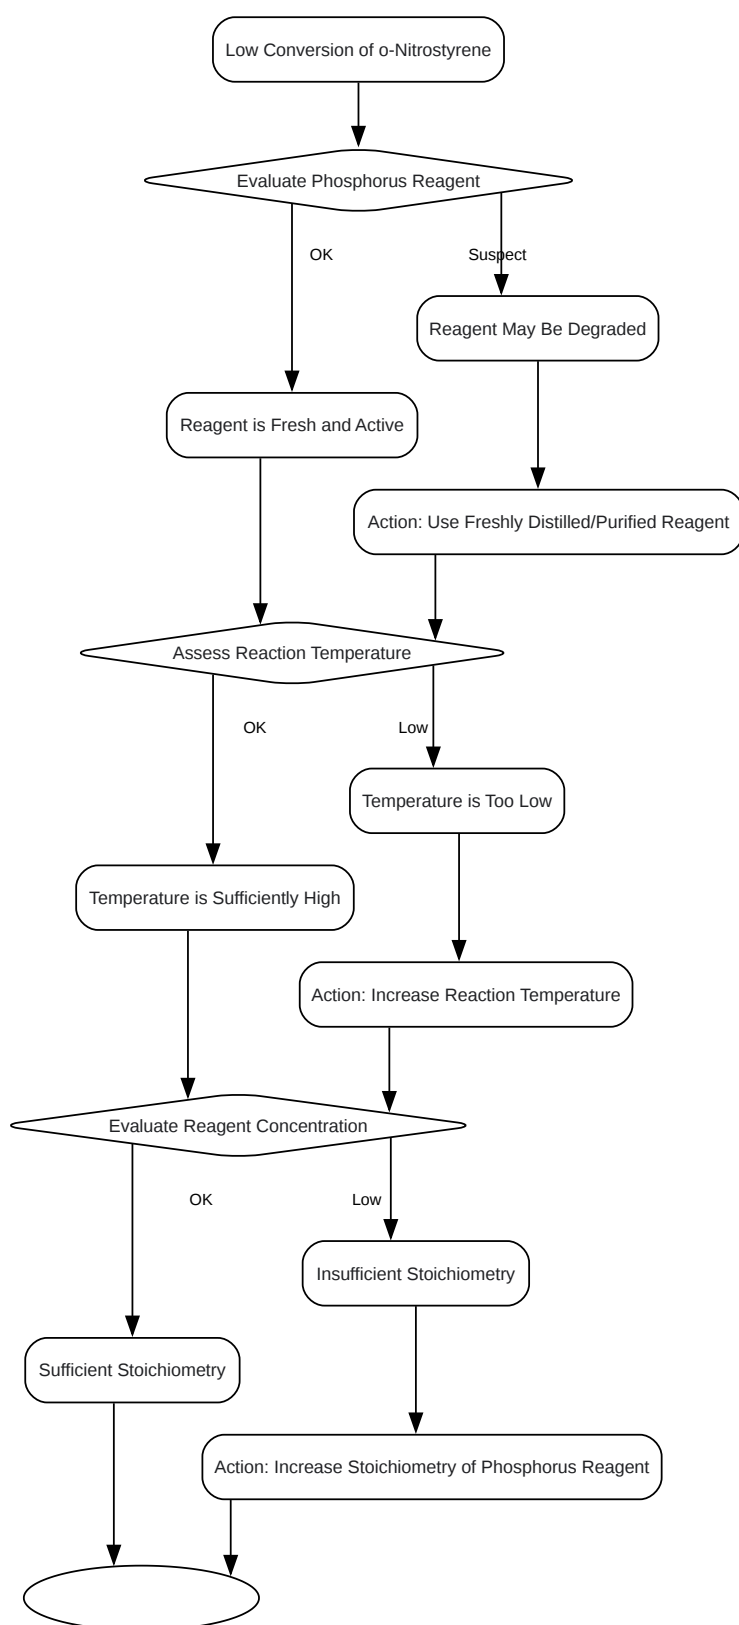 Low Conversion of o-Nitrostyrene
Evaluate Phosphorus Reagent
OK
Suspect
Reagent May Be Degraded
Reagent is Fresh and Active
Action: Use Freshly Distilled/Purified Reagent
Assess Reaction Temperature
OK
Low
Temperature is Too Low
Temperature is Sufficiently High
Action: Increase Reaction Temperature
Evaluate Reagent Concentration
OK
Low
Insufficient Stoichiometry
Sufficient Stoichiometry
Action: Increase Stoichiometry of Phosphorus Reagent